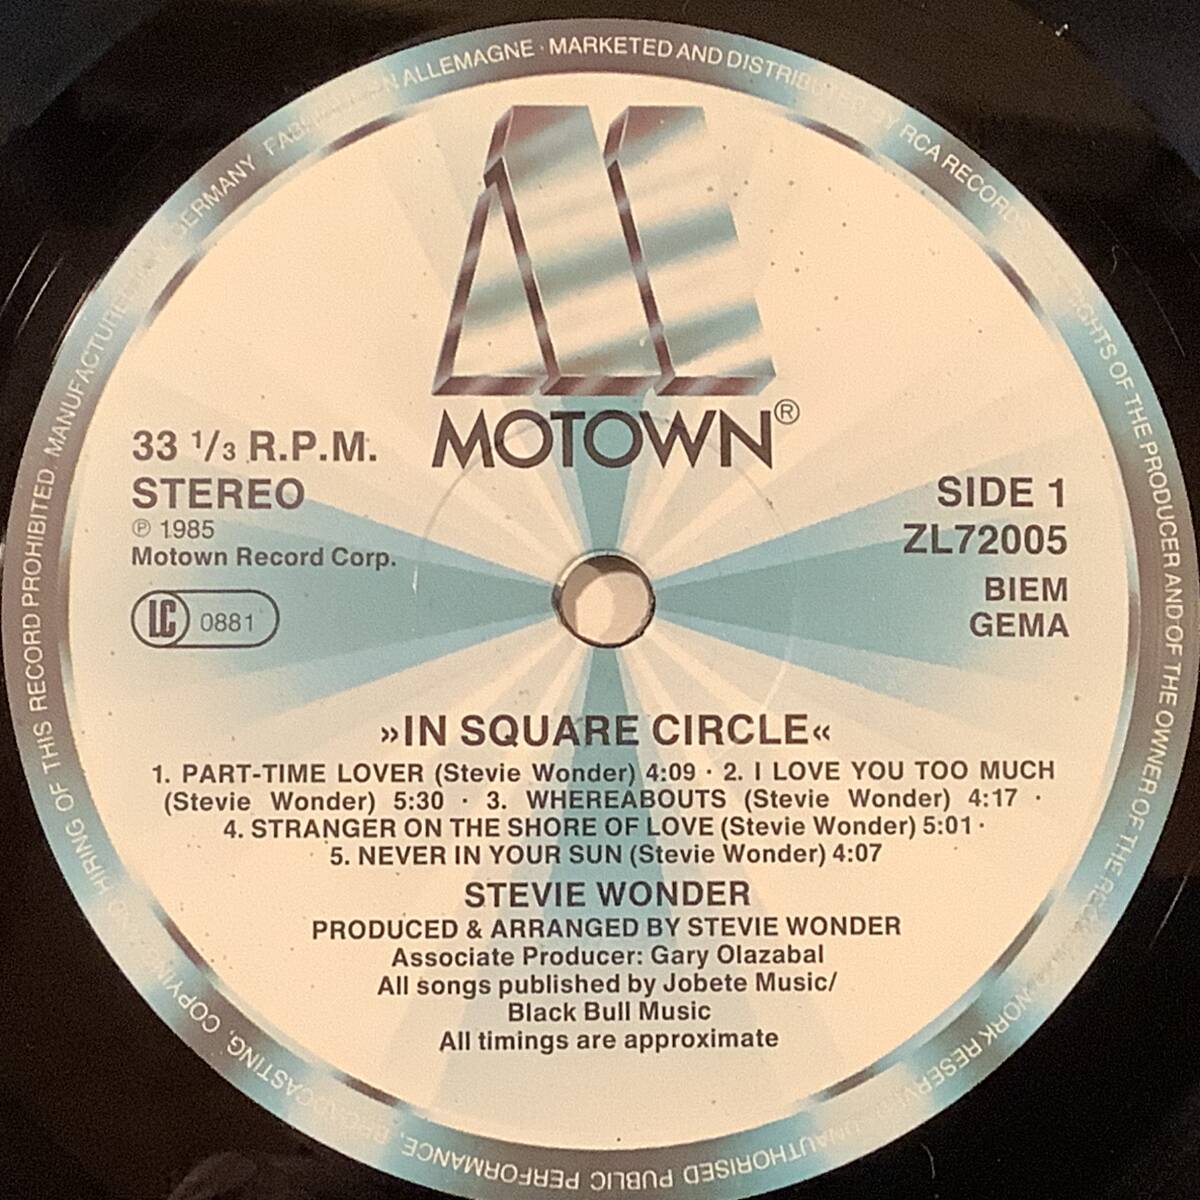 MANUFACTURED IN GERMANY FABRIQUÉ EN ALLEMAGNE · MARKETED AND DISTRIBUTED BY RCA RECORDS · RIGHTS OF THE PRODUCER AND OF THE OWNER OF THE WORK RESERVED UNAUTHORISED PUBLIC PERFORMANCE, BROADCASTING, COPYING AND HIRING OF THIS RECORD PROHIBITED.
MOTOWN®
33 1/3 R.P.M.
STEREO
℗ 1985
Motown Record Corp.
LC 0881
SIDE 1
ZL72005
BIEM
GEMA
»IN SQUARE CIRCLE«
1. PART-TIME LOVER (Stevie Wonder) 4:09 · 2. I LOVE YOU TOO MUCH
(Stevie Wonder) 5:30 · 3. WHEREABOUTS (Stevie Wonder) 4:17 ·
4. STRANGER ON THE SHORE OF LOVE (Stevie Wonder) 5:01 ·
5. NEVER IN YOUR SUN (Stevie Wonder) 4:07
STEVIE WONDER
PRODUCED & ARRANGED BY STEVIE WONDER
Associate Producer: Gary Olazabal
All songs published by Jobete Music/
Black Bull Music
All timings are approximate